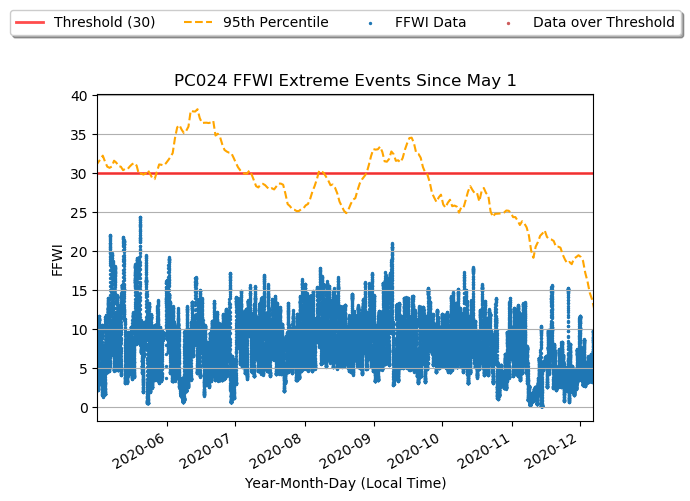 Threshold (30) 95th Percentile FFWI Data Data over Threshold
PC024 FFWI Extreme Events Since May 1
40
35
30
25
20
15
10
5
0
FFWI
2020-06 2020-07 2020-08 2020-09 2020-10 2020-11 2020-12
Year-Month-Day (Local Time)